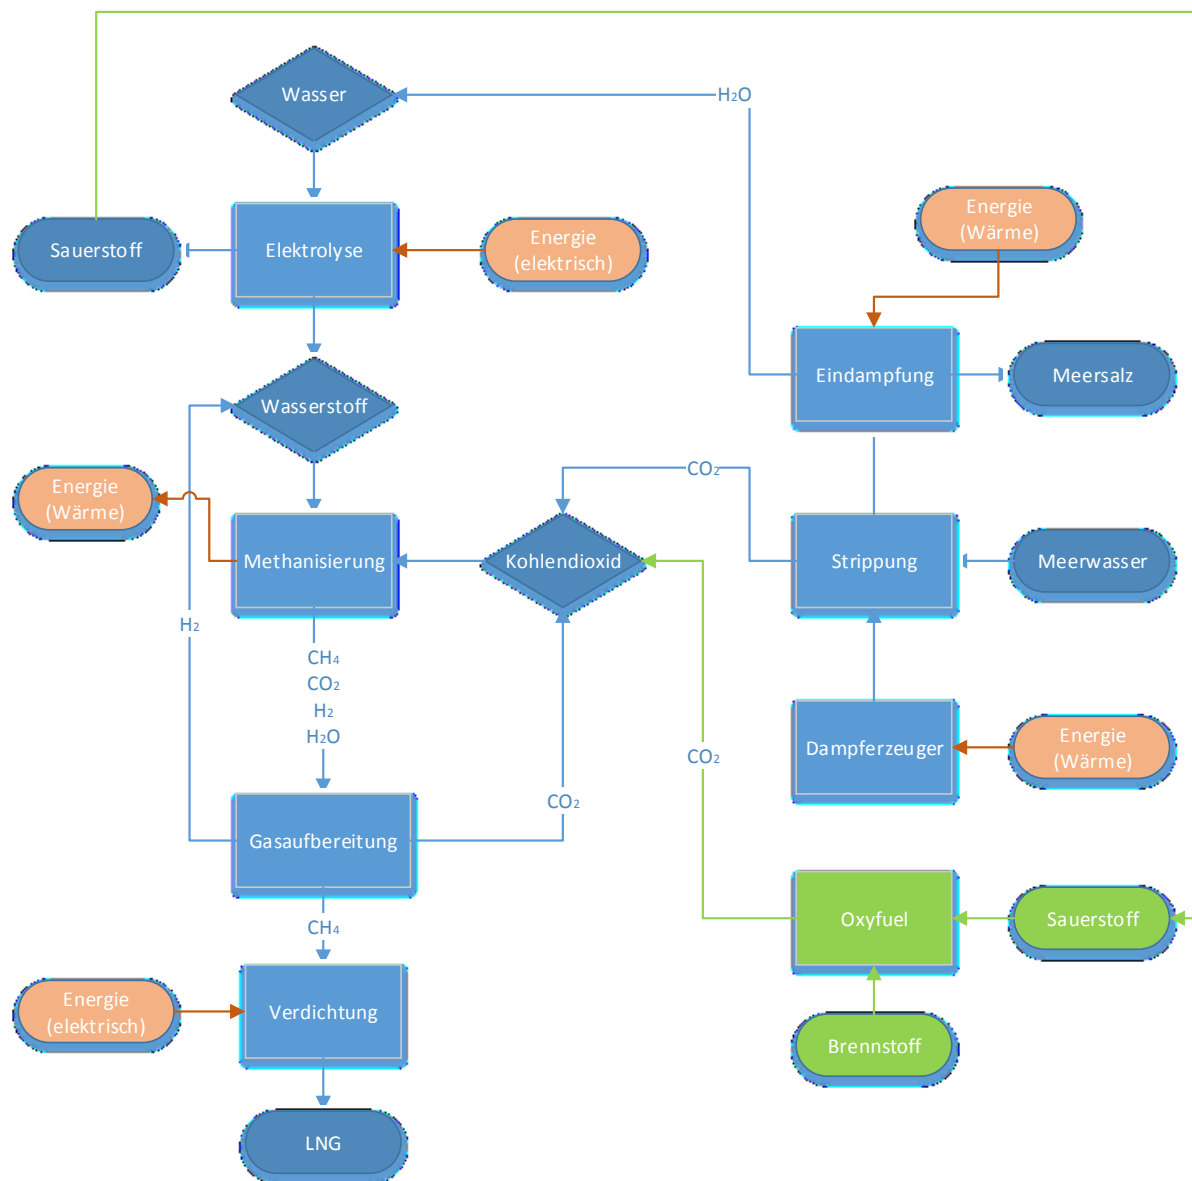 Wasser
H₂O
Energie
(Wärme)
Sauerstoff
Elektrolyse
Energie
(elektrisch)
Eindampfung
Meersalz
Wasserstoff
CO₂
Energie
(Wärme)
Methanisierung
Kohlendioxid
Strippung
Meerwasser
H₂
CH₄
CO₂
H₂
H₂O
CO₂
Dampferzeuger
Energie
(Wärme)
CO₂
Gasaufbereitung
CH₄
Oxyfuel
Sauerstoff
Energie
(elektrisch)
Verdichtung
Brennstoff
LNG